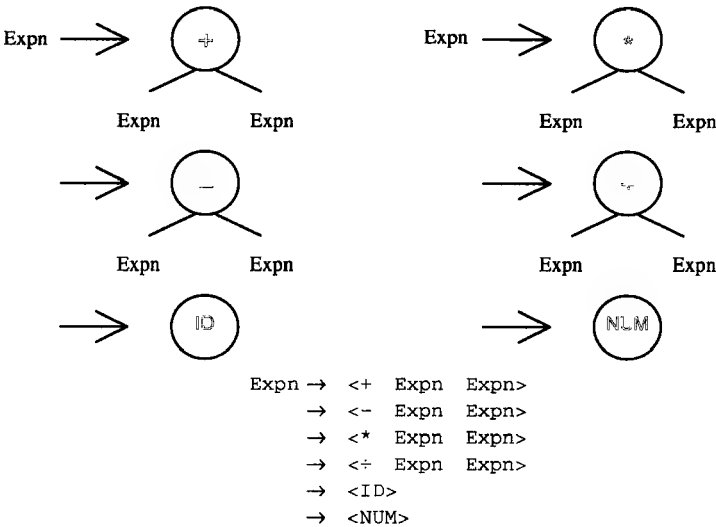 Expn + Expn *
Expn Expn Expn Expn
-
Expn Expn Expn Expn
ID NLM
Expn → <+ Expn Expn>
→ <- Expn Expn>
→ <* Expn Expn>
→ <÷ Expn Expn>
→ <ID>
→ <NUM>